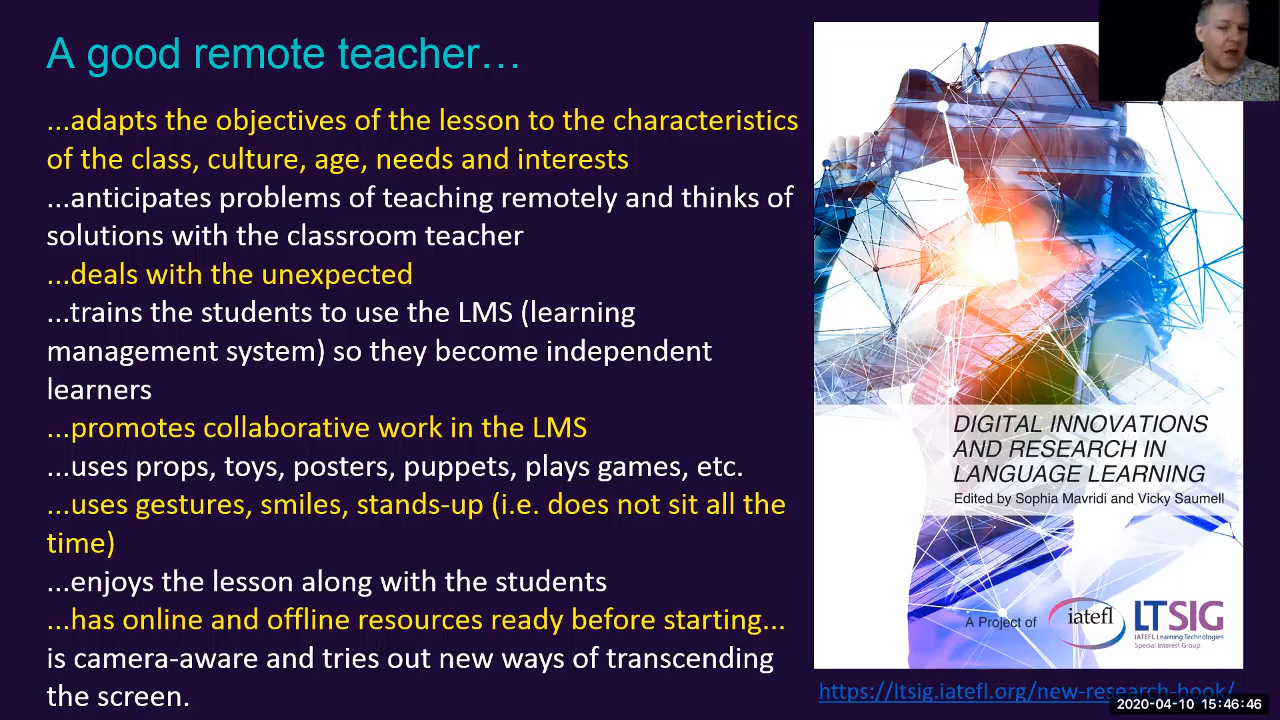 A good remote teacher…
...adapts the objectives of the lesson to the characteristics
of the class, culture, age, needs and interests
...anticipates problems of teaching remotely and thinks of
solutions with the classroom teacher
...deals with the unexpected
...trains the students to use the LMS (learning
management system) so they become independent
learners
...promotes collaborative work in the LMS
...uses props, toys, posters, puppets, plays games, etc.
...uses gestures, smiles, stands-up (i.e. does not sit all the
time)
...enjoys the lesson along with the students
...has online and offline resources ready before starting...
is camera-aware and tries out new ways of transcending
the screen.
DIGITAL INNOVATIONS
AND RESEARCH IN
LANGUAGE LEARNING
Edited by Sophia Mavridi and Vicky Saumell
A Project of
iatefl
LTSIG
IATEFL Learning Technologies
Special Interest Group
https://ltsig.iatefl.org/new-research-book/
2020-04-10 15:46:46